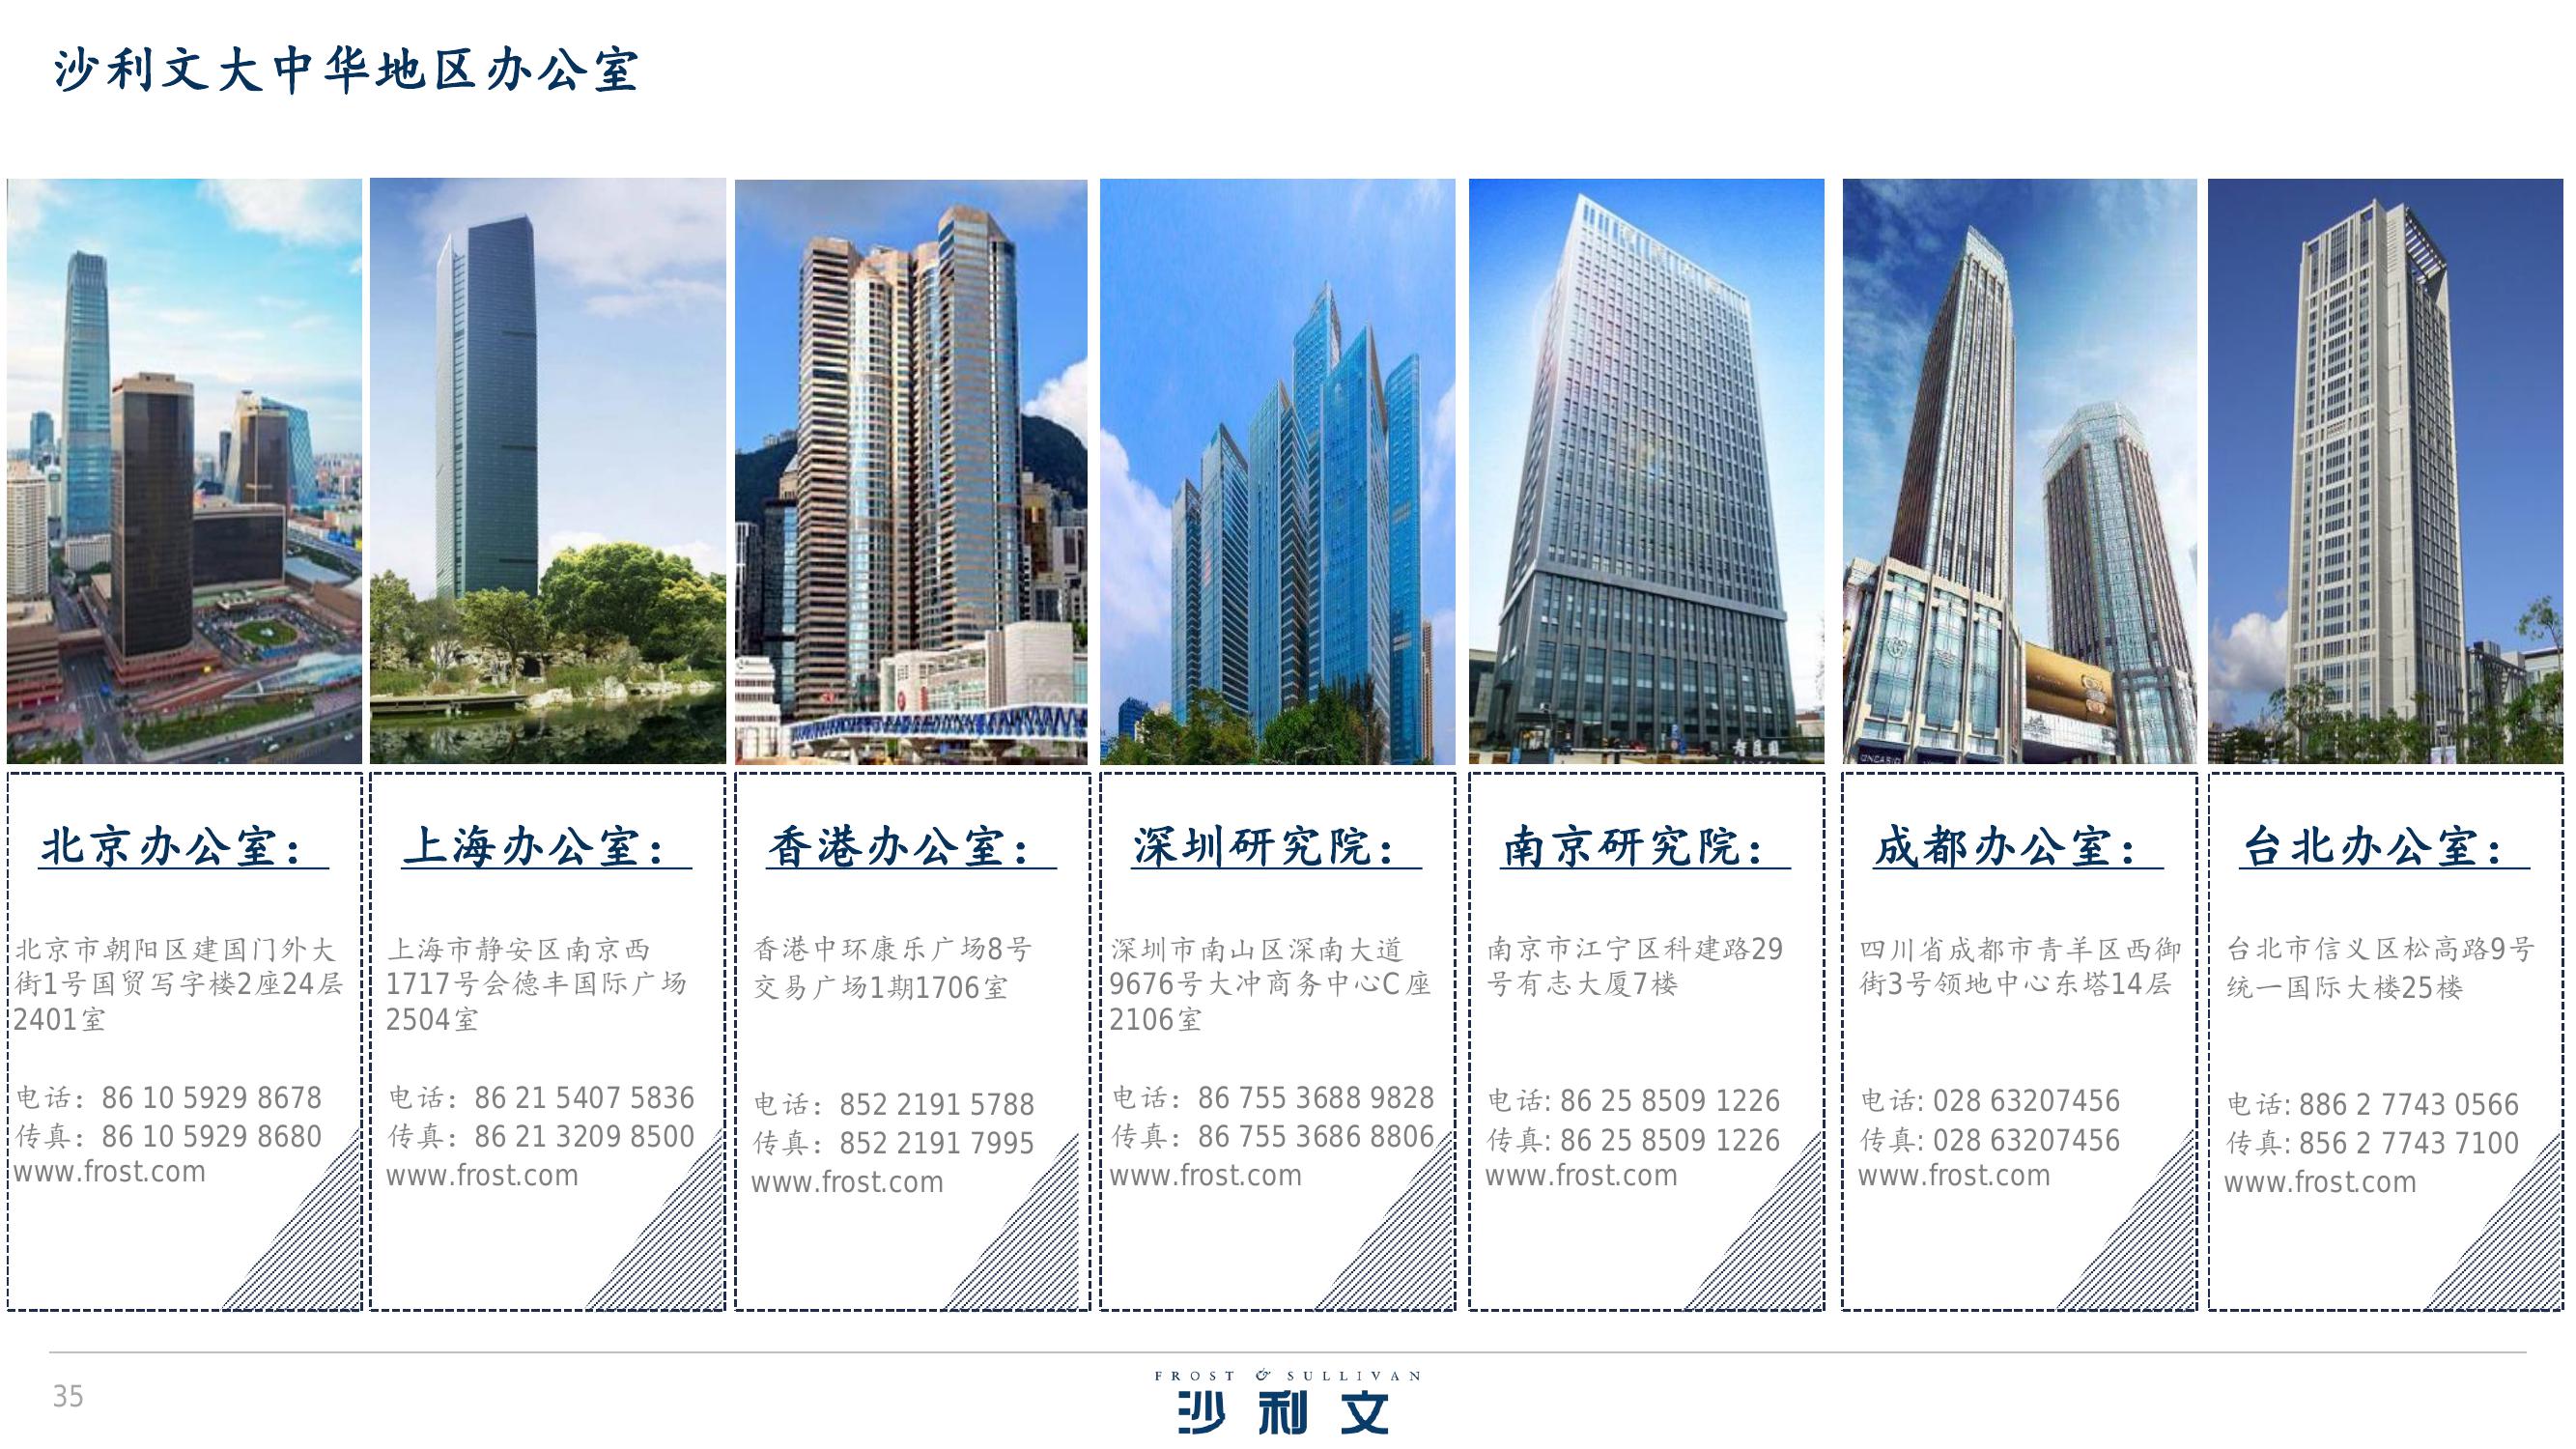 沙利文大中华地区办公室
北京办公室：
北京市朝阳区建国门外大
街1号国贸写字楼2座24层
2401室
电话：86 10 5929 8678
传真：86 10 5929 8680
www.frost.com
上海办公室：
上海市静安区南京西
1717号会德丰国际广场
2504室
电话：86 21 5407 5836
传真：86 21 3209 8500
www.frost.com
香港办公室：
香港中环康乐广场8号
交易广场1期1706室
电话：852 2191 5788
传真：852 2191 7995
www.frost.com
深圳研究院：
深圳市南山区深南大道
9676号大冲商务中心C座
2106室
电话：86 755 3688 9828
传真：86 755 3686 8806
www.frost.com
南京研究院：
南京市江宁区科建路29
号有志大厦7楼
电话: 86 25 8509 1226
传真: 86 25 8509 1226
www.frost.com
成都办公室：
四川省成都市青羊区西御
街3号领地中心东塔14层
电话: 028 63207456
传真: 028 63207456
www.frost.com
台北办公室：
台北市信义区松高路9号
统一国际大楼25楼
电话: 886 2 7743 0566
传真: 856 2 7743 7100
www.frost.com
35
FROST & SULLIVAN
沙利文